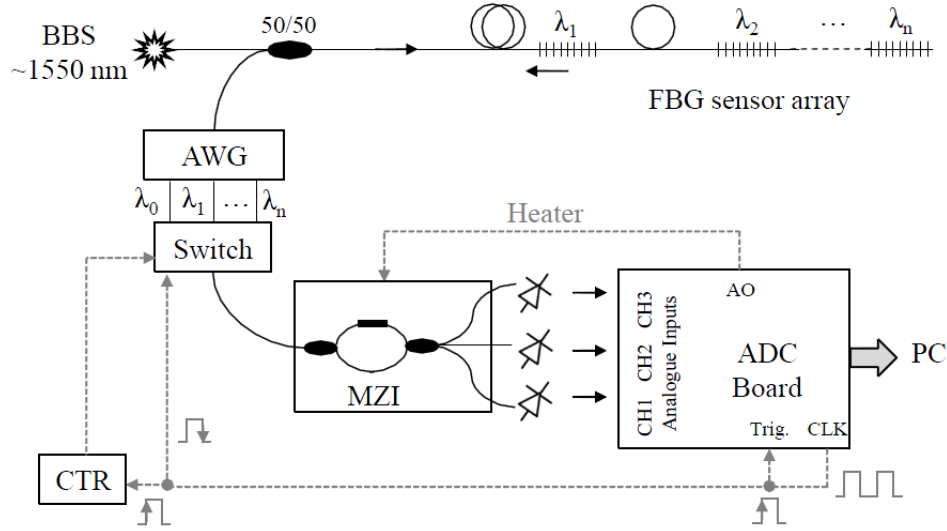 50/50
BBS
~1550 nm
λ1
λ2
…
λn
FBG sensor array
AWG
λ0
λ1
…
λn
Switch
Heater
AO
CH1 CH2 CH3
Analogue Inputs
ADC
Board
PC
MZI
Trig.
CLK
CTR